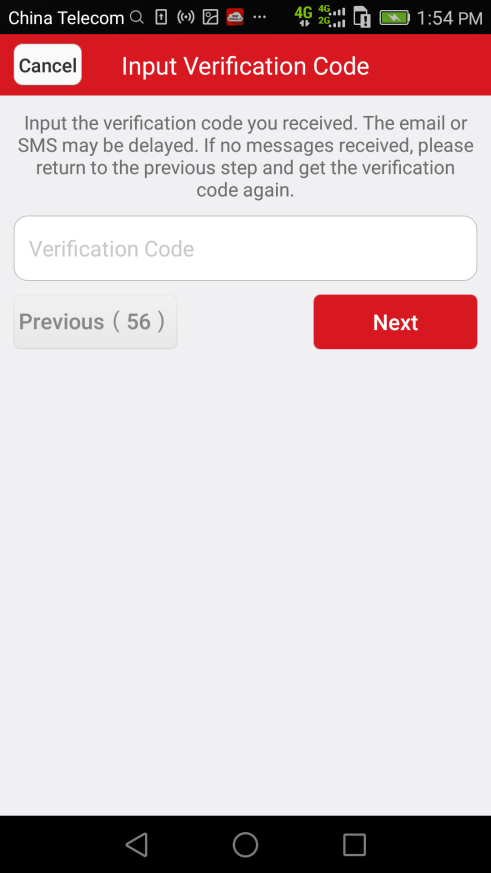 China Telecom 4G 4G 2G 1:54 PM
Cancel Input Verification Code
Input the verification code you received. The email or
SMS may be delayed. If no messages received, please
return to the previous step and get the verification
code again.
Verification Code
Previous ( 56 ) Next